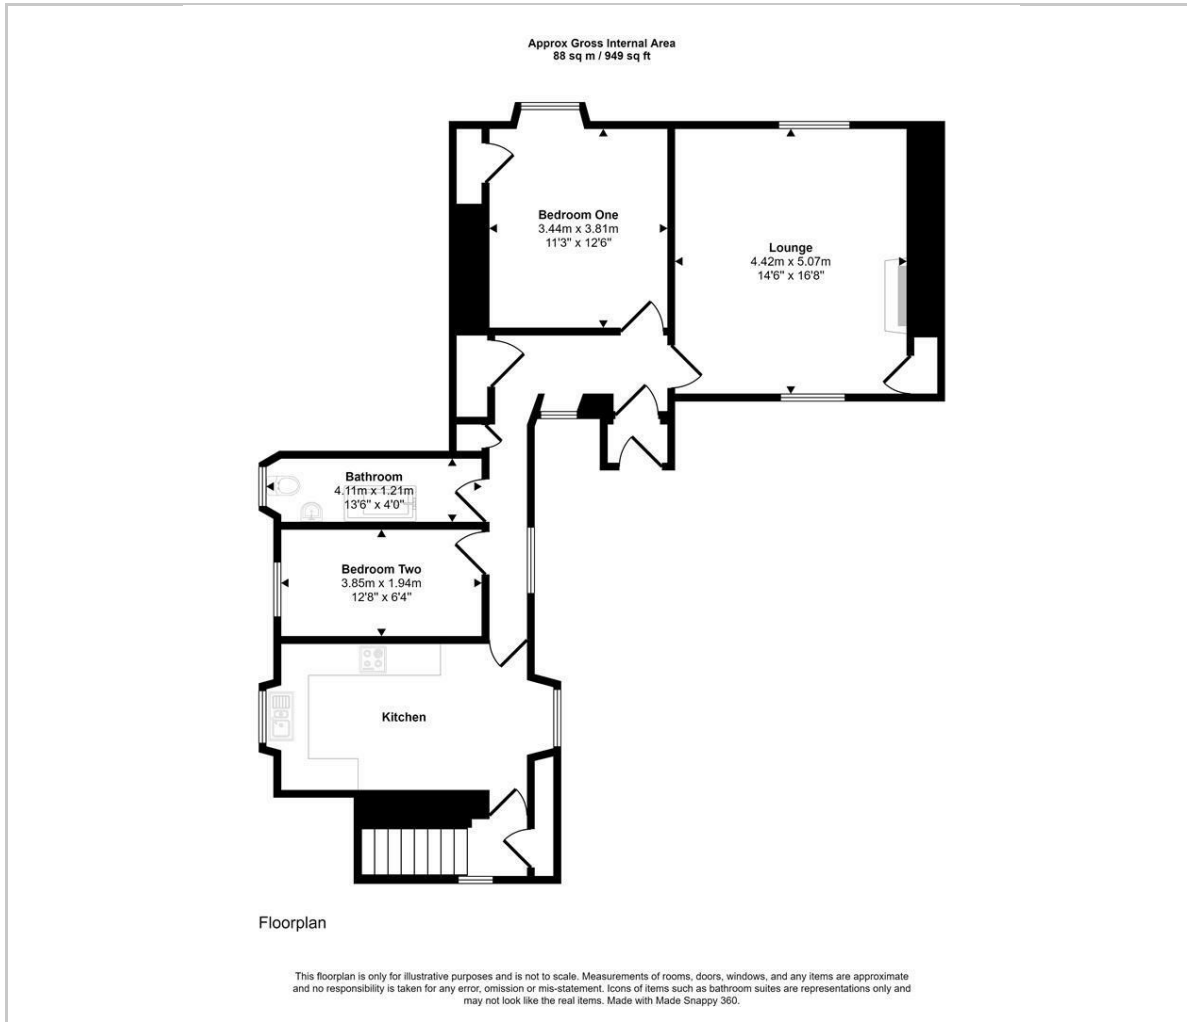 Approx Gross Internal Area
88 sq m / 949 sq ft
Bedroom One
3.44m x 3.81m
11'3" x 12'6"
Lounge
4.42m x 5.07m
14'6" x 16'8"
Bathroom
4.11m x 1.21m
13'6" x 4'0"
Bedroom Two
3.85m x 1.94m
12'8" x 6'4"
Kitchen
Floorplan
This floorplan is only for illustrative purposes and is not to scale. Measurements of rooms, doors, windows, and any items are approximate
and no responsibility is taken for any error, omission or mis-statement. Icons of items such as bathroom suites are representations only and
may not look like the real items. Made with Made Snappy 360.